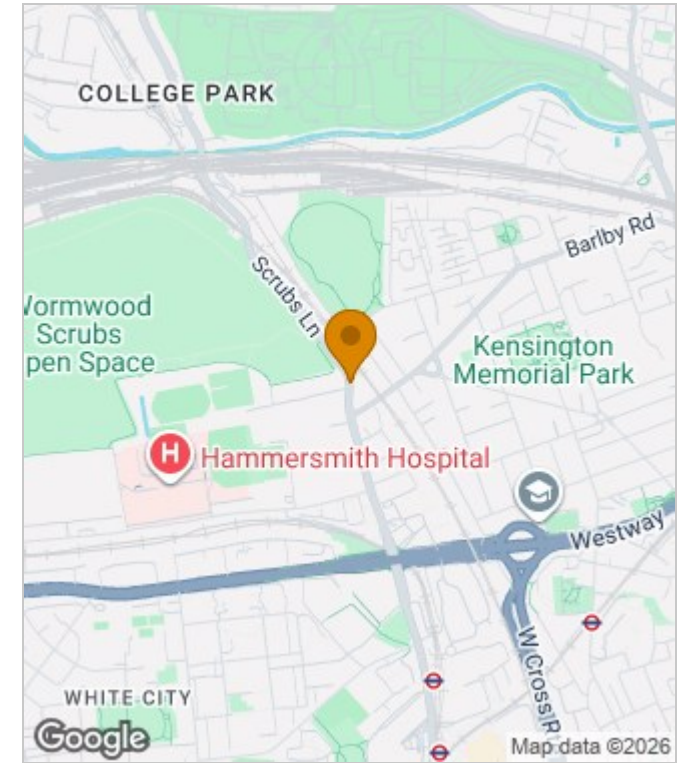 COLLEGE PARK
Barlby Rd
Scrubs Ln
Wormwood
Scrubs
pen Space
Kensington
Memorial Park
H
Hammersmith Hospital
Westway
W Cross R
WHITE CITY
Google
Map data ©2026